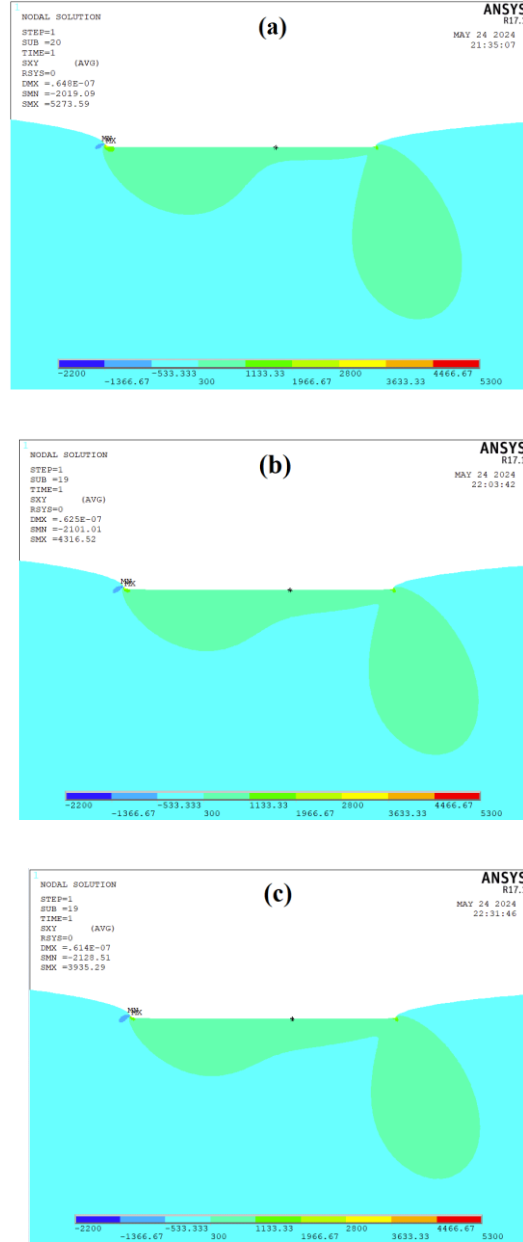 1
NODAL SOLUTION
STEP=1
SUB =20
TIME=1
SXY (AVG)
RSYS=0
DMX =.648E-07
SMN =-2019.09
SMX =5273.59
(a)
ANSYS
R17.1
MAY 24 2024
21:35:07
MX
-2200 -533.333 1133.33 2800 4466.67
-1366.67 300 1966.67 3633.33 5300
1
NODAL SOLUTION
STEP=1
SUB =19
TIME=1
SXY (AVG)
RSYS=0
DMX =.625E-07
SMN =-2101.01
SMX =4316.52
(b)
ANSYS
MAY 24 2024
22:03:42
MX
-2200 -533.333 1133.33 2800 4466.67
-1366.67 300 1966.67 3633.33 5300
1
NODAL SOLUTION
STEP=1
SUB =19
TIME=1
SXY (AVG)
RSYS=0
DMX =.614E-07
SMN =-2128.51
SMX =3935.29
(c)
ANSYS
MAY 24 2024
22:31:46
MX
-2200 -533.333 1133.33 2800 4466.67
-1366.67 300 1966.67 3633.33 5300